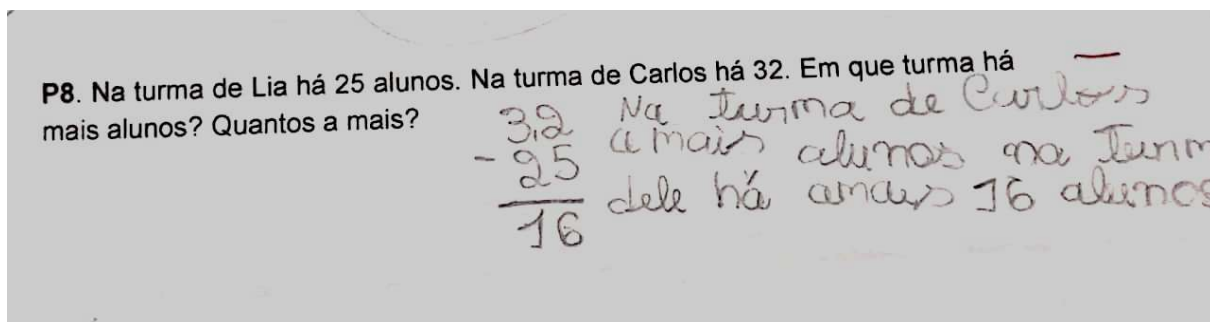 P8. Na turma de Lia há 25 alunos. Na turma de Carlos há 32. Em que turma há
mais alunos? Quantos a mais?
32 Na turma de Carlos
- 25 a mais alunos na Turm
16 dele há amais 16 alunos